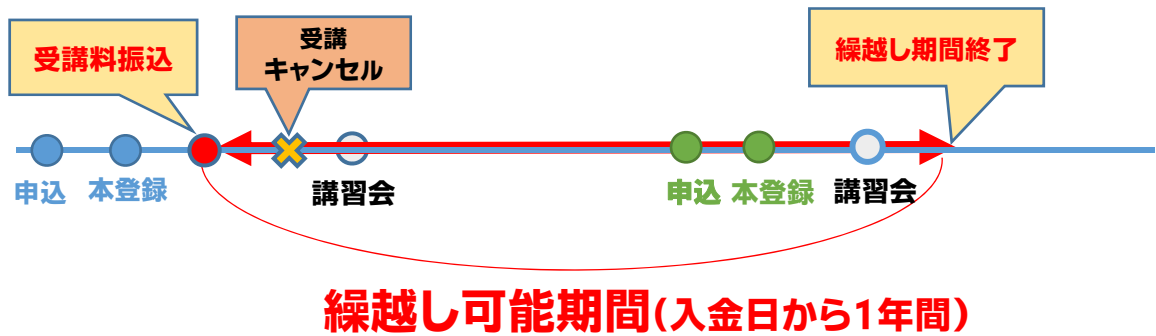 受講料振込
受講
キャンセル
繰越し期間終了
申込
本登録
講習会
申込
本登録
講習会
繰越し可能期間(入金日から1年間)